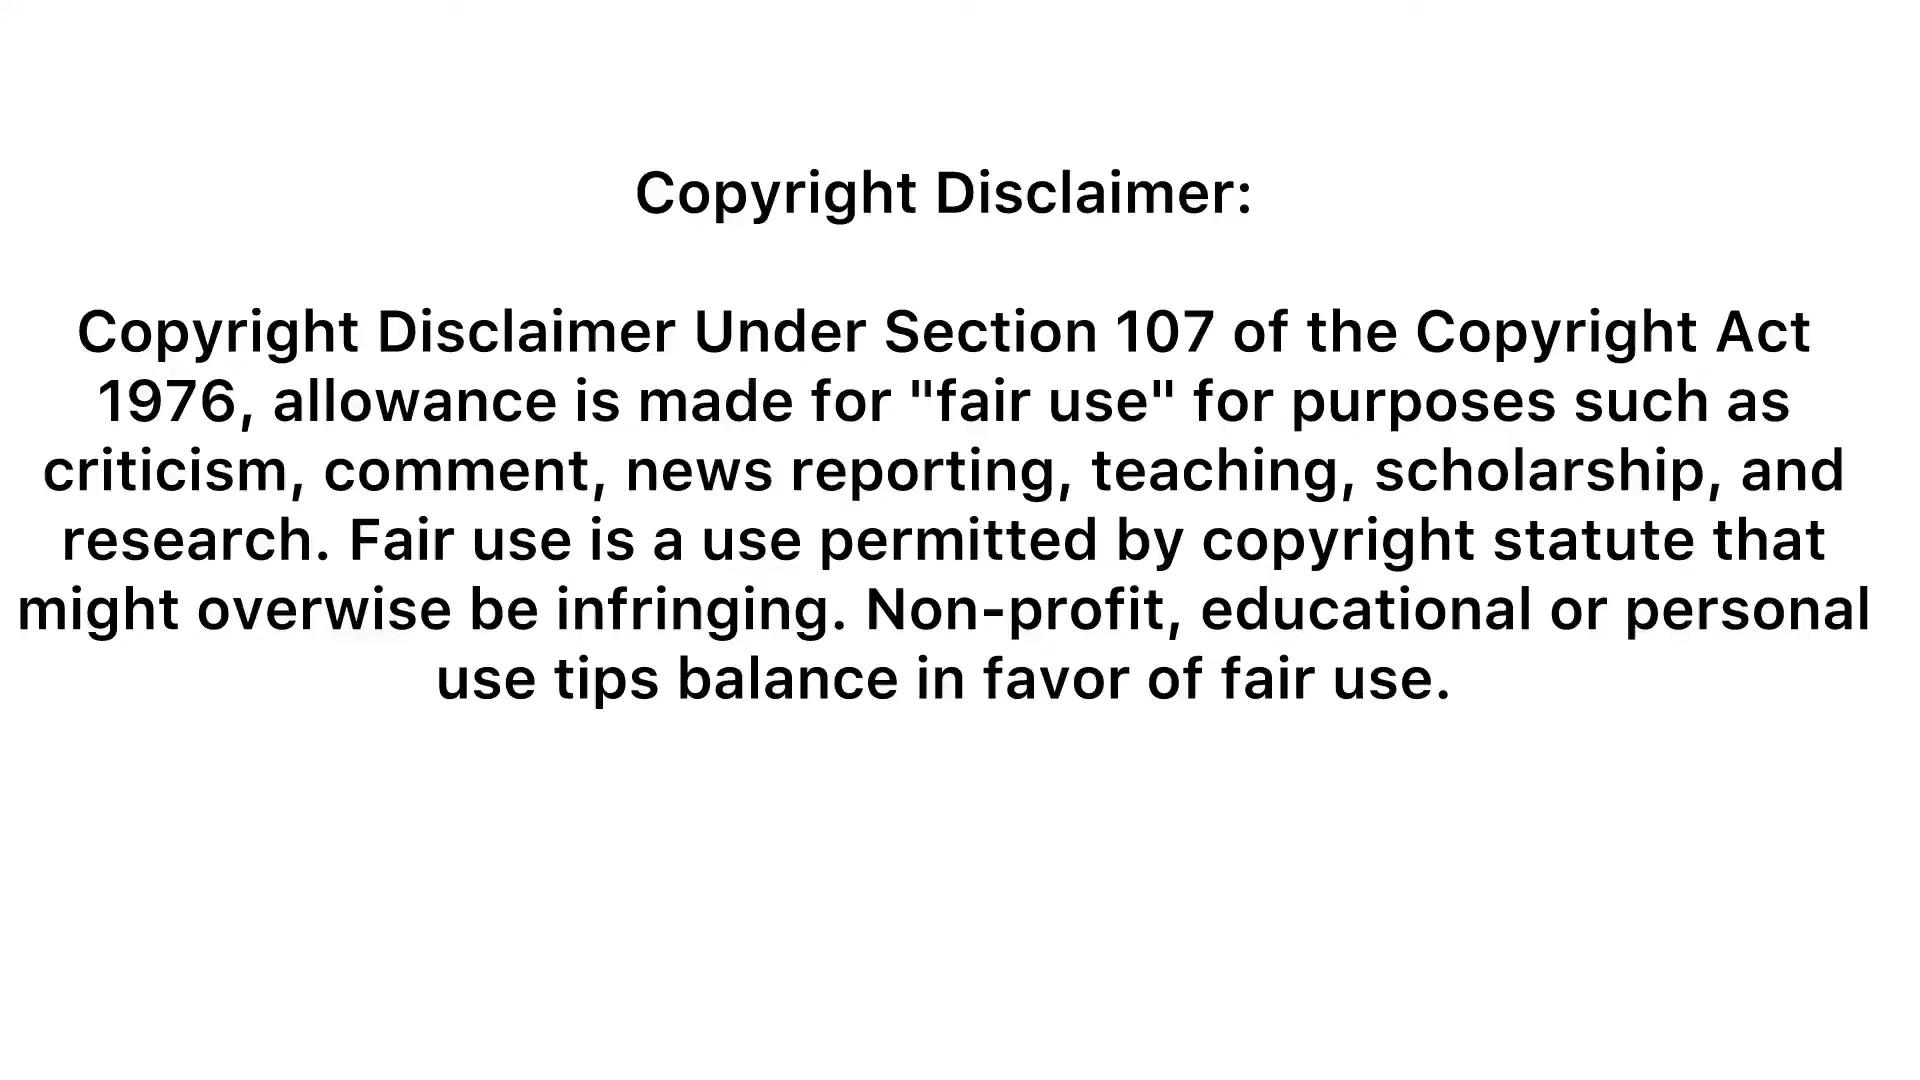 Copyright Disclaimer:
Copyright Disclaimer Under Section 107 of the Copyright Act
1976, allowance is made for "fair use" for purposes such as
criticism, comment, news reporting, teaching, scholarship, and
research. Fair use is a use permitted by copyright statute that
might overwise be infringing. Non-profit, educational or personal
use tips balance in favor of fair use.